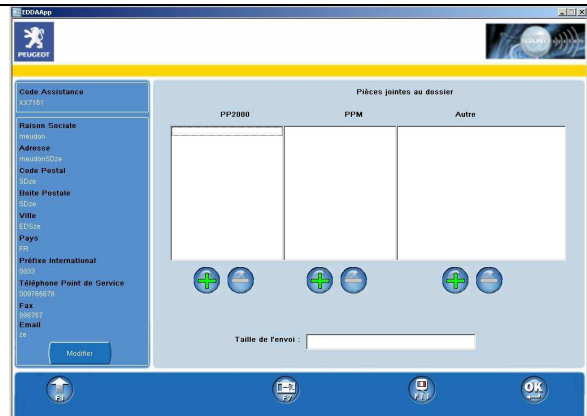 EDDAApp
PEUGEOT
Code Assistance
XX7161
Raison Sociale
meudon
Adresse
meudonSDze
Code Postal
SDze
Boite Postale
SDze
Ville
EDSze
Pays
FR
Préfixe International
0033
Téléphone Point de Service
009766678
Fax
998767
Email
ze
Modifier
Pièces jointes au dossier
PP2000 PPM Autre
Taille de l'envoi :
F1 F7 F11 OK